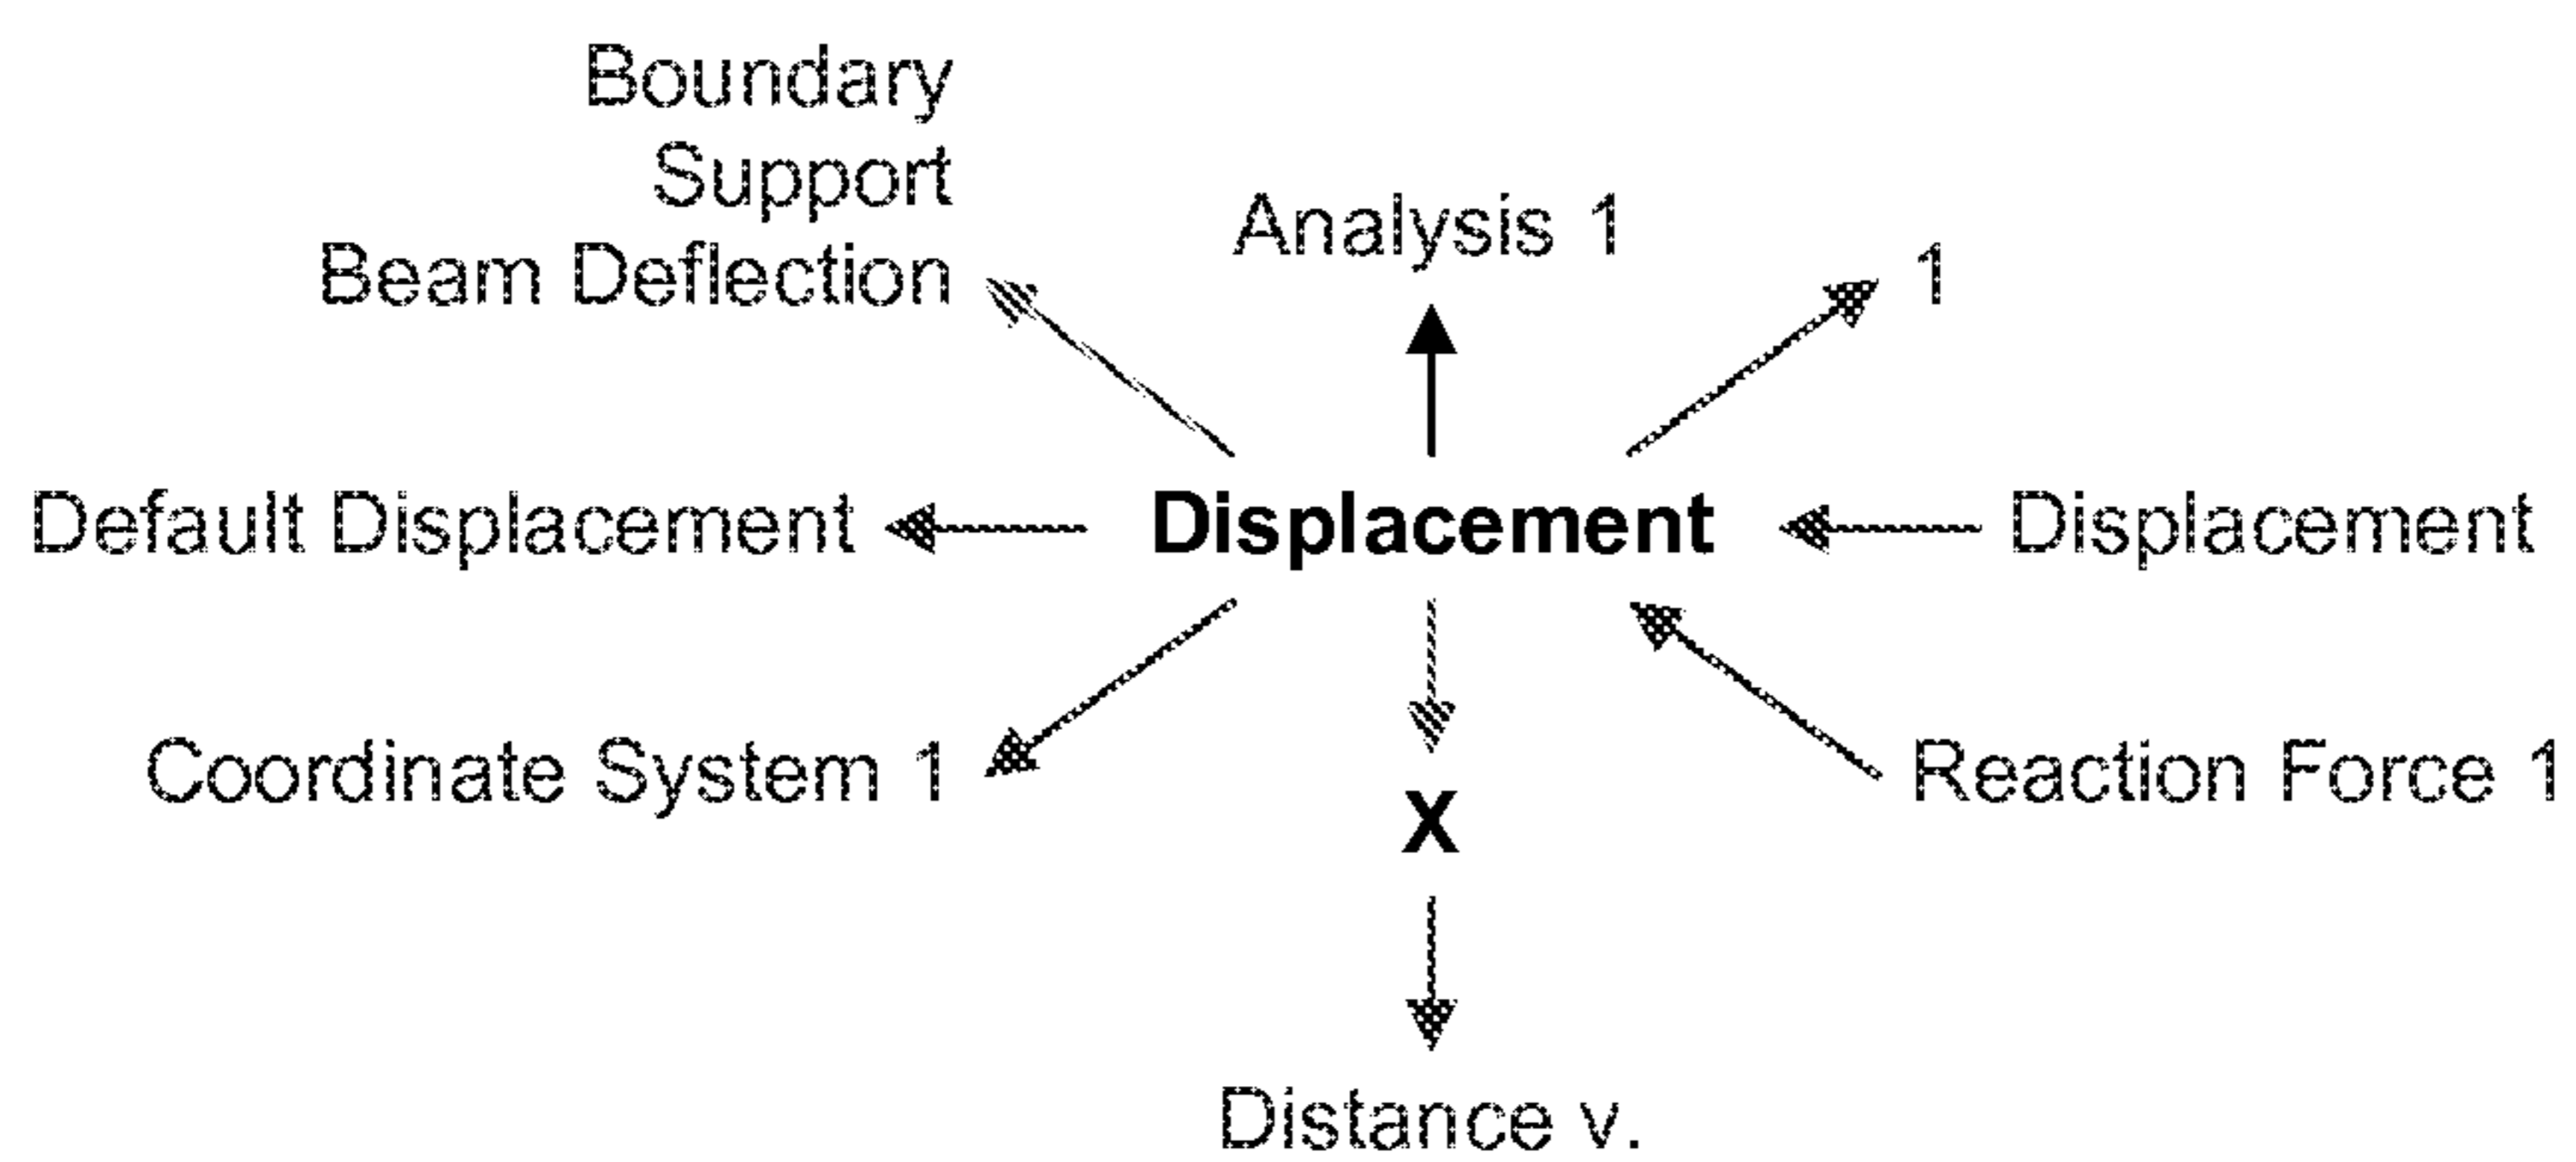 Boundary
Support
Beam Deflection
Analysis 1
1
Default Displacement
Displacement
Displacement
Coordinate System 1
X
Reaction Force 1
Distance v.